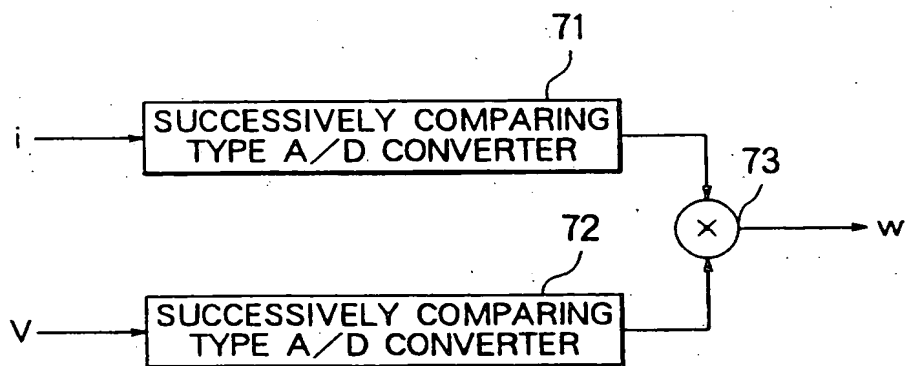 71
i
SUCCESSIVELY COMPARING
TYPE A/D CONVERTER
73
×
w
72
V
SUCCESSIVELY COMPARING
TYPE A/D CONVERTER